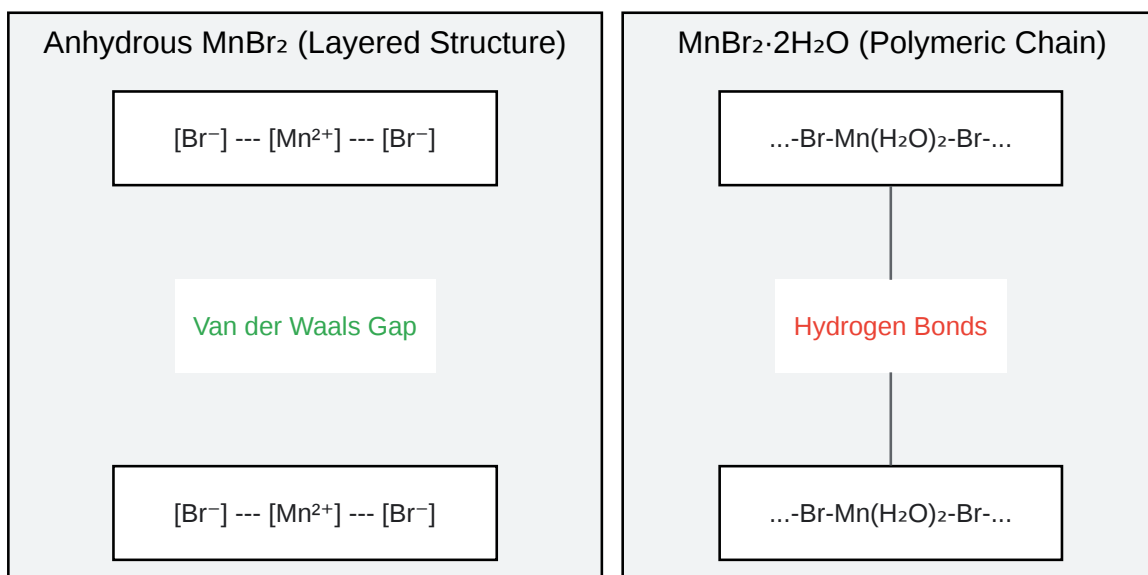 Anhydrous MnBr₂ (Layered Structure)
[Br⁻] --- [Mn²⁺] --- [Br⁻]
Van der Waals Gap
[Br⁻] --- [Mn²⁺] --- [Br⁻]
MnBr₂·2H₂O (Polymeric Chain)
...-Br-Mn(H₂O)₂-Br-...
Hydrogen Bonds
...-Br-Mn(H₂O)₂-Br-...